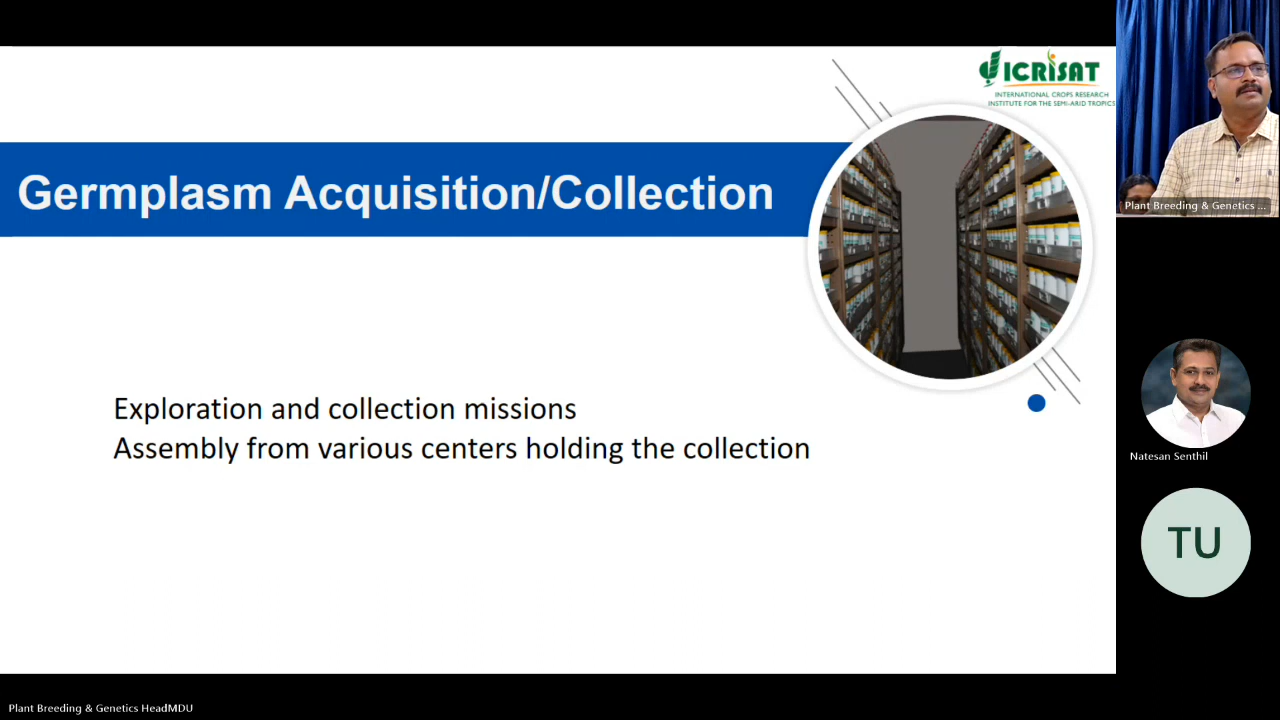 ICRISAT
INTERNATIONAL CROPS RESEARCH
INSTITUTE FOR THE SEMI-ARID TROPICS
Germplasm Acquisition/Collection
Exploration and collection missions
Assembly from various centers holding the collection
Plant Breeding & Genetics ...
Natesan Senthil
TU
Plant Breeding & Genetics HeadMDU